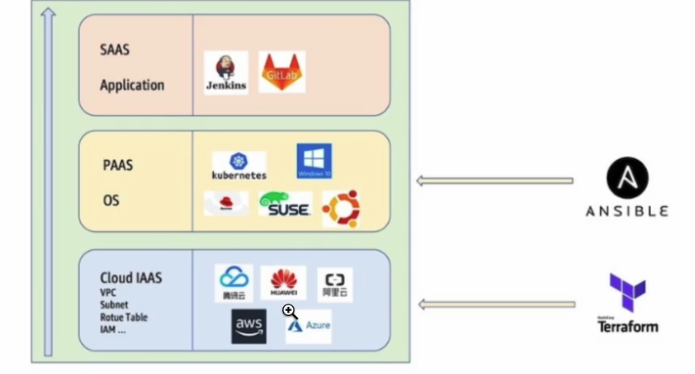 SAAS
Application
Jenkins
GitLab
PAAS
OS
kubernetes
Windows 10
SUSE
ANSIBLE
Cloud IAAS
VPC
Subnet
Rotue Table
IAM ...
腾讯云
HUAWEI
阿里云
aws
Azure
Terraform